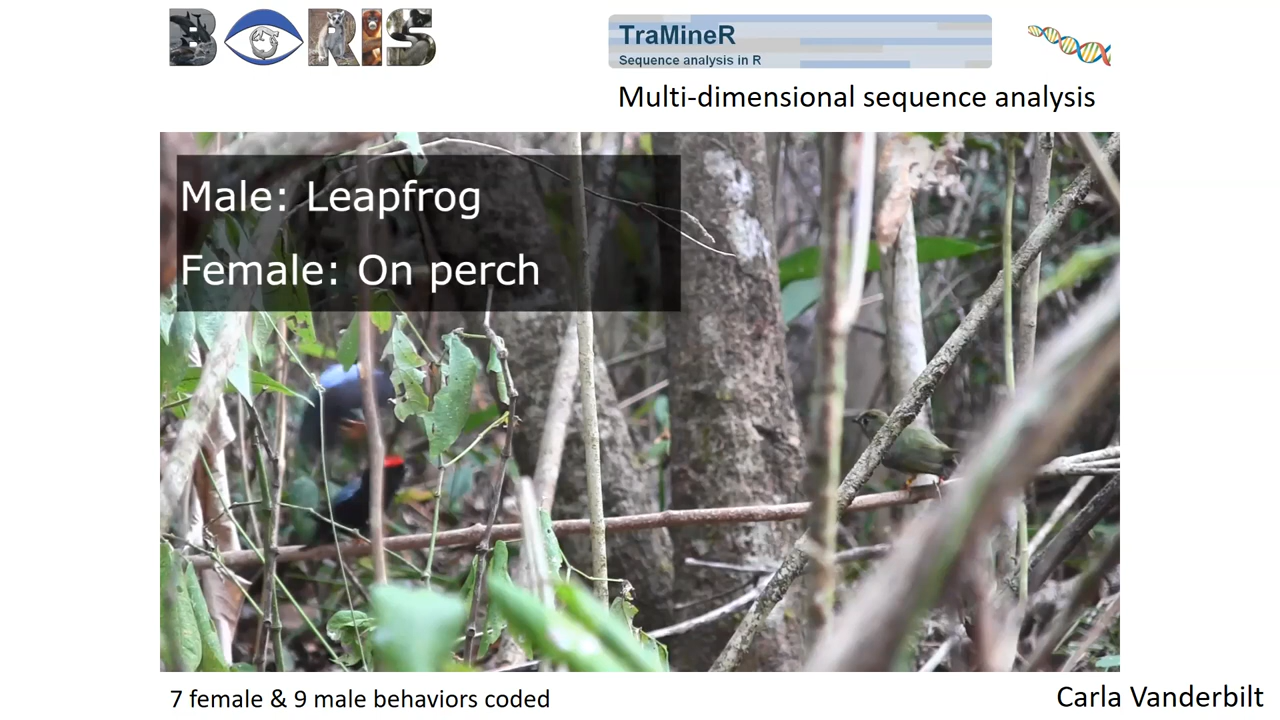 BORIS
TraMineR
Sequence analysis in R
Multi-dimensional sequence analysis
Male: Leapfrog
Female: On perch
7 female & 9 male behaviors coded
Carla Vanderbilt